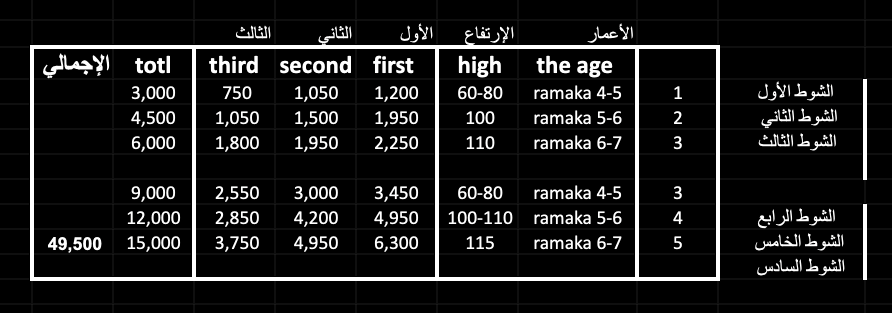 الأعمار الإرتفاع الأول الثاني الثالث
the age high first second third totl الإجمالي
الشوط الأول 1 ramaka 4-5 60-80 1,200 1,050 750 3,000
الشوط الثاني 2 ramaka 5-6 100 1,950 1,500 1,050 4,500
الشوط الثالث 3 ramaka 6-7 110 2,250 1,950 1,800 6,000
3 ramaka 4-5 60-80 3,450 3,000 2,550 9,000
الشوط الرابع 4 ramaka 5-6 100-110 4,950 4,200 2,850 12,000
الشوط الخامس 5 ramaka 6-7 115 6,300 4,950 3,750 15,000 49,500
الشوط السادس